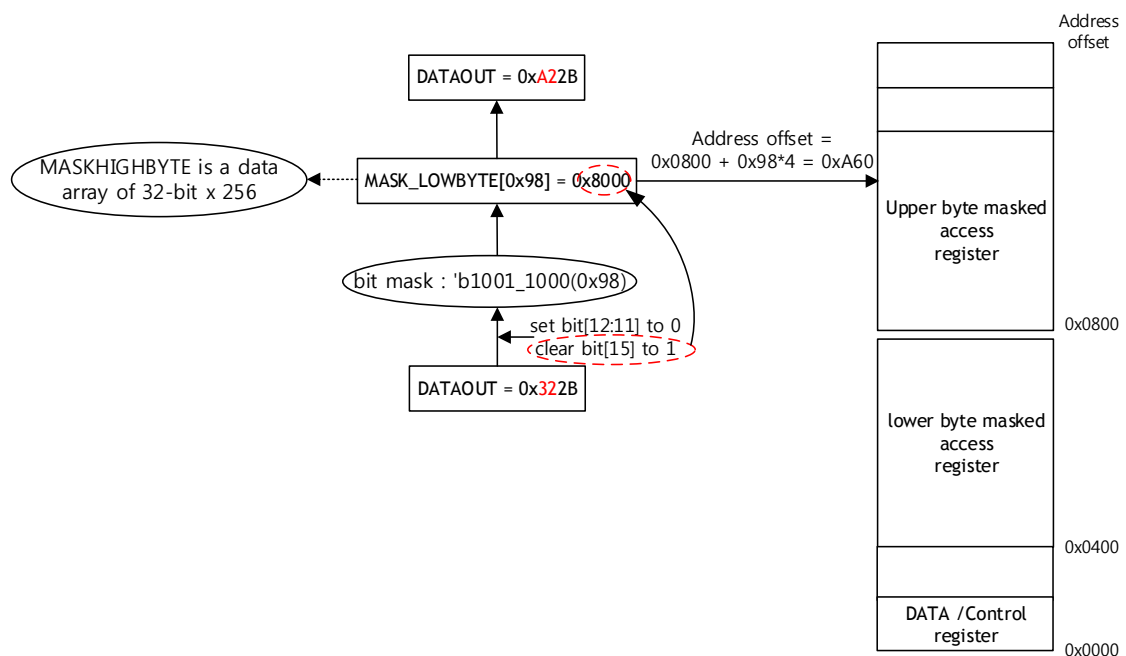 Address
offset
DATAOUT = 0xA22B
MASKHIGHBYTE is a data
array of 32-bit x 256
MASK_LOWBYTE[0x98] = 0x8000
Address offset =
0x0800 + 0x98*4 = 0xA60
Upper byte masked
access
register
bit mask : 'b1001_1000(0x98)
set bit[12:11] to 0
clear bit[15] to 1
0x0800
DATAOUT = 0x322B
lower byte masked
access
register
0x0400
DATA /Control
register
0x0000